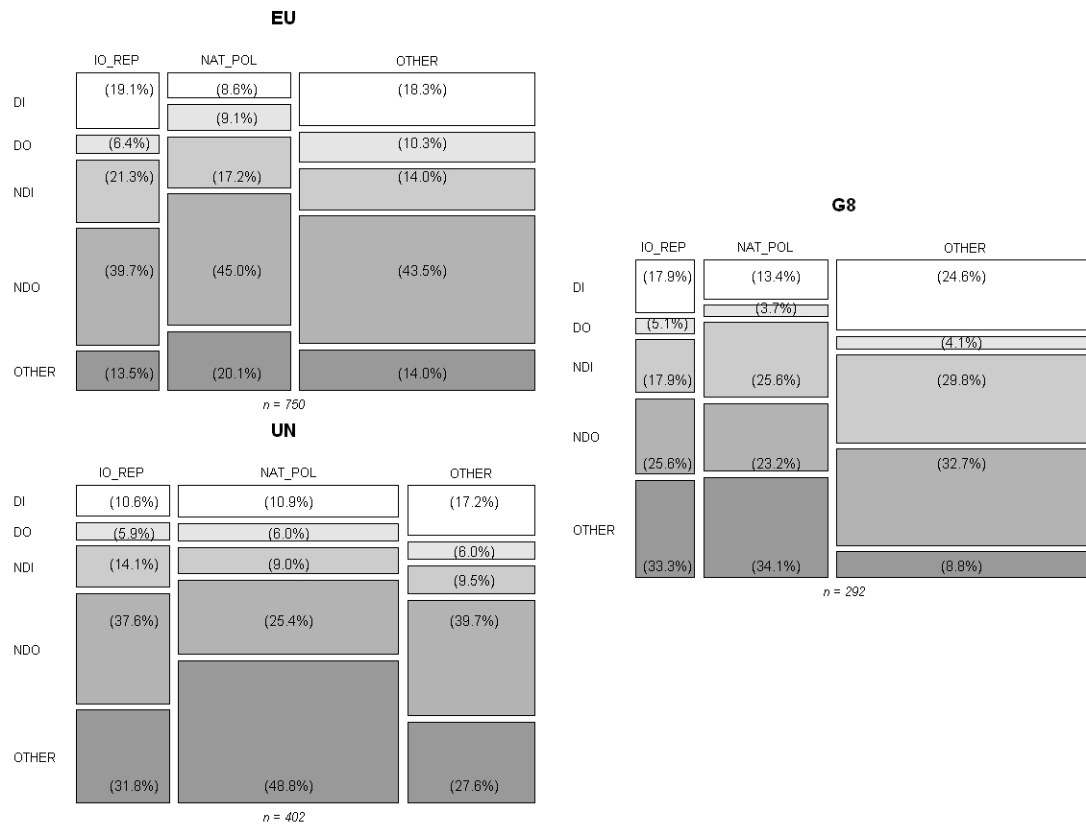 EU
IO_REP NAT_POL OTHER
DI (19.1%) (8.6%) (18.3%)
(9.1%)
DO (6.4%) (10.3%)
NDI (21.3%) (17.2%) (14.0%)
NDO (39.7%) (45.0%) (43.5%)
OTHER (13.5%) (20.1%) (14.0%)
n = 750
UN
IO_REP NAT_POL OTHER
DI (10.6%) (10.9%) (17.2%)
DO (5.9%) (6.0%)
(6.0%)
NDI (14.1%) (9.0%)
(9.5%)
NDO (37.6%) (25.4%) (39.7%)
OTHER (31.8%) (48.8%) (27.6%)
n = 402
G8
IO_REP NAT_POL OTHER
DI (17.9%) (13.4%) (24.6%)
(3.7%)
DO (5.1%)
(4.1%)
NDI (17.9%) (25.6%) (29.8%)
NDO (25.6%) (23.2%) (32.7%)
OTHER (33.3%) (34.1%) (8.8%)
n = 292